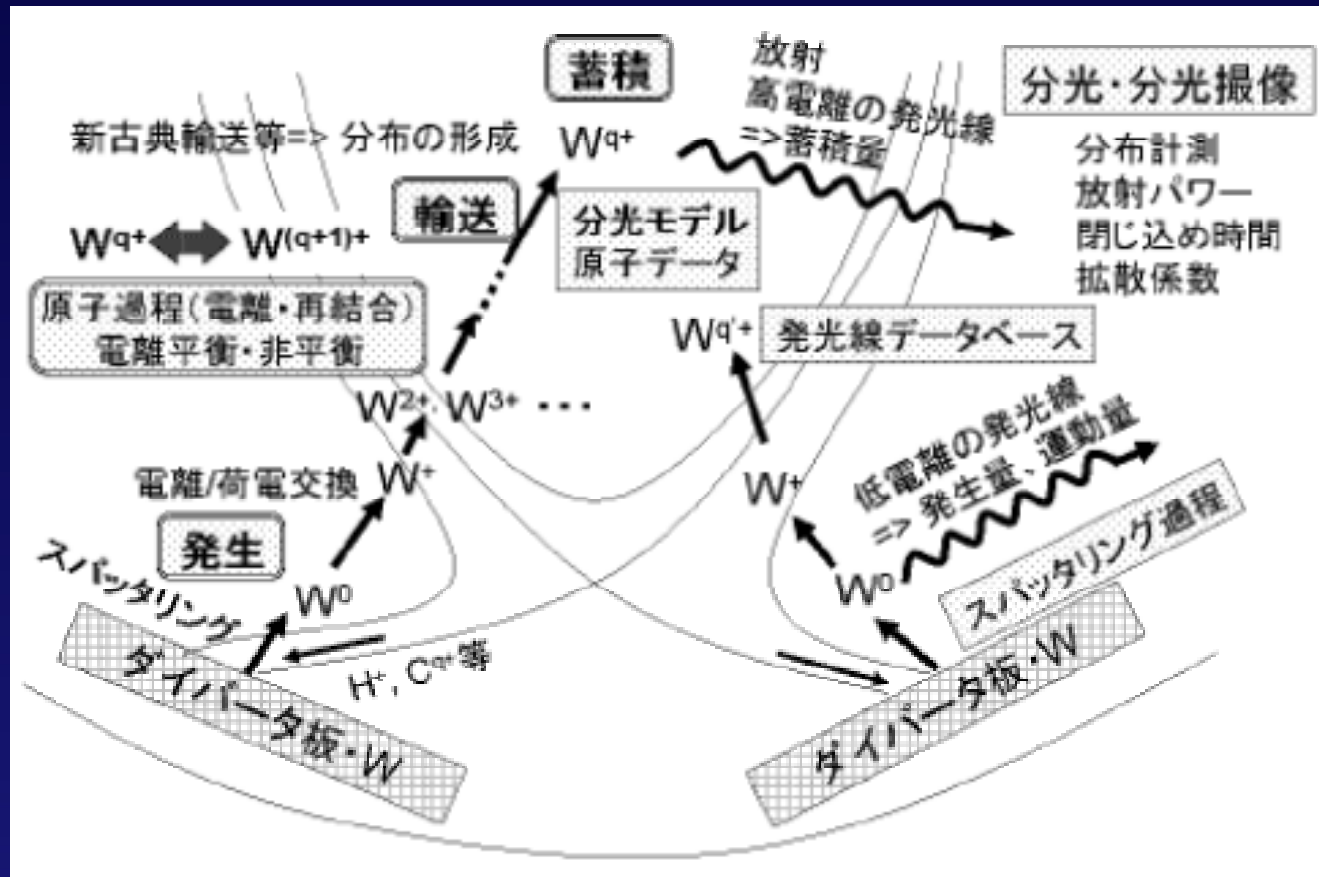 蓄積
放射
高電離の発光線
=>蓄積量
分光・分光撮像
分布計測
放射パワー
閉じ込め時間
拡散係数
新古典輸送等=> 分布の形成
Wq+
輸送
分光モデル
原子データ
Wq+ W(q+1)+
原子過程(電離・再結合)
電離平衡・非平衡
Wq'+
発光線データベース
W2+, W3+ ・・・
低電離の発光線
=> 発生量、運動量
電離/荷電交換
W+
W+
発生
スパッタリング
W0
W0
スパッタリング過程
H+, Cq+等
ダイバータ板・W
ダイバータ板・W